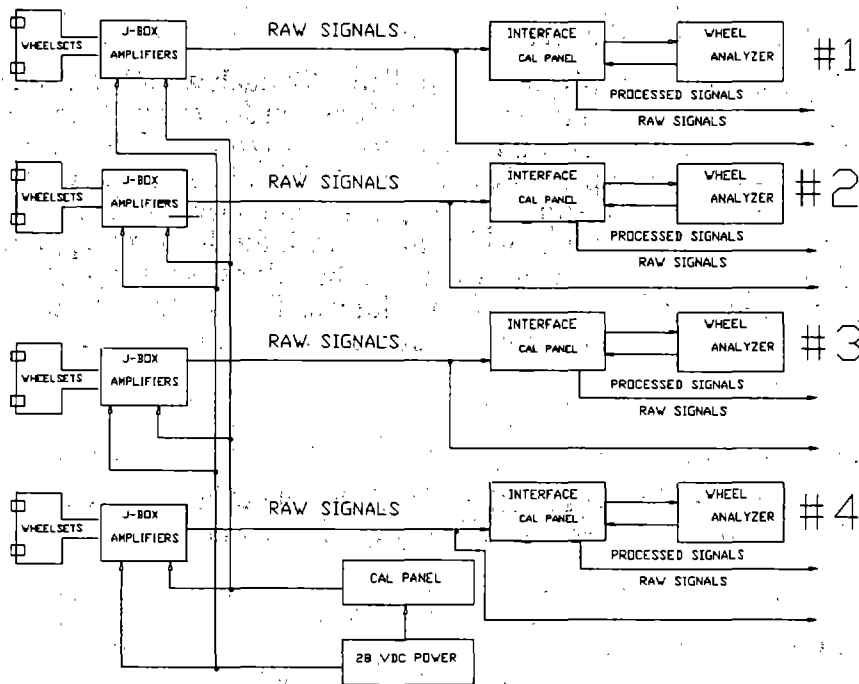 J-BOX
RAW SIGNALS
INTERFACE
WHEEL
#1
WHEELSETS
AMPLIFIERS
CAL PANEL
ANALYZER
PROCESSED SIGNALS
RAW SIGNALS
J-BOX
RAW SIGNALS
INTERFACE
WHEEL
#2
WHEELSETS
AMPLIFIERS
CAL PANEL
ANALYZER
PROCESSED SIGNALS
RAW SIGNALS
INTERFACE
WHEEL
#3
J-BOX
RAW SIGNALS
CAL PANEL
ANALYZER
WHEELSETS
AMPLIFIERS
PROCESSED SIGNALS
RAW SIGNALS
J-BOX
RAW SIGNALS
INTERFACE
WHEEL
#4
WHEELSETS
AMPLIFIERS
CAL PANEL
ANALYZER
PROCESSED SIGNALS
RAW SIGNALS
CAL PANEL
28 VDC POWER